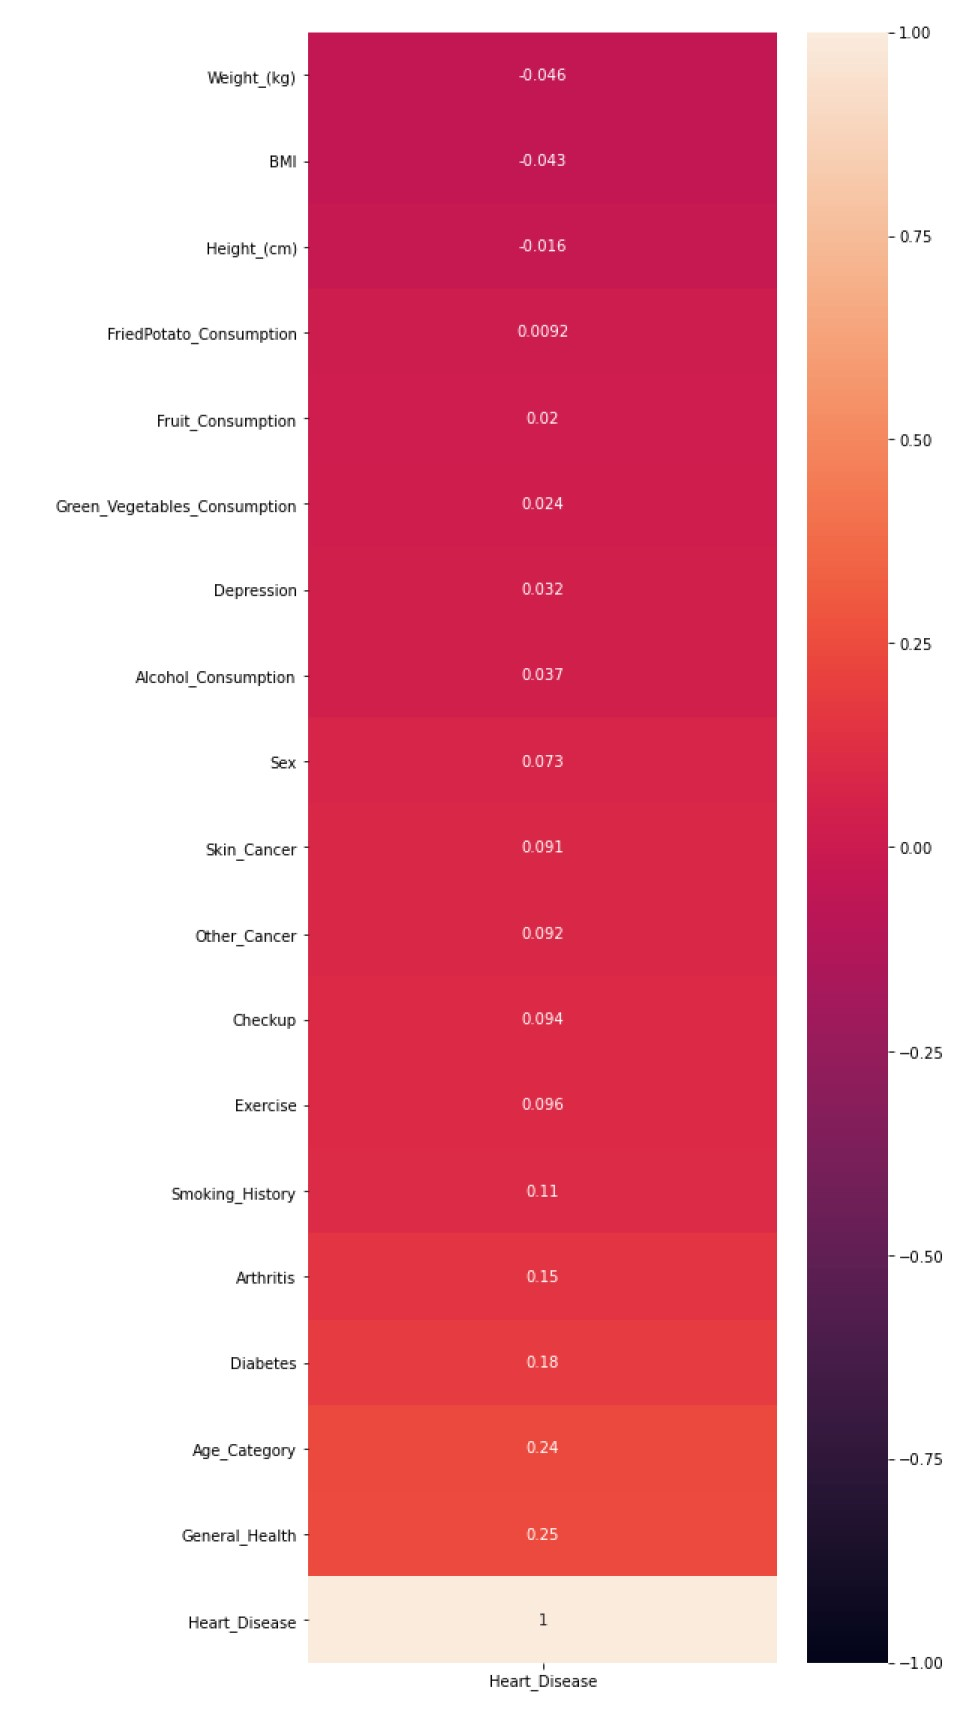 Weight_(kg) -0.046
BMI -0.043
Height_(cm) -0.016
FriedPotato_Consumption 0.0092
Fruit_Consumption 0.02
Green_Vegetables_Consumption 0.024
Depression 0.032
Alcohol_Consumption 0.037
Sex 0.073
Skin_Cancer 0.091
Other_Cancer 0.092
Checkup 0.094
Exercise 0.096
Smoking_History 0.11
Arthritis 0.15
Diabetes 0.18
Age_Category 0.24
General_Health 0.25
Heart_Disease 1
Heart_Disease
1.00
0.75
0.50
0.25
0.00
−0.25
−0.50
−0.75
−1.00